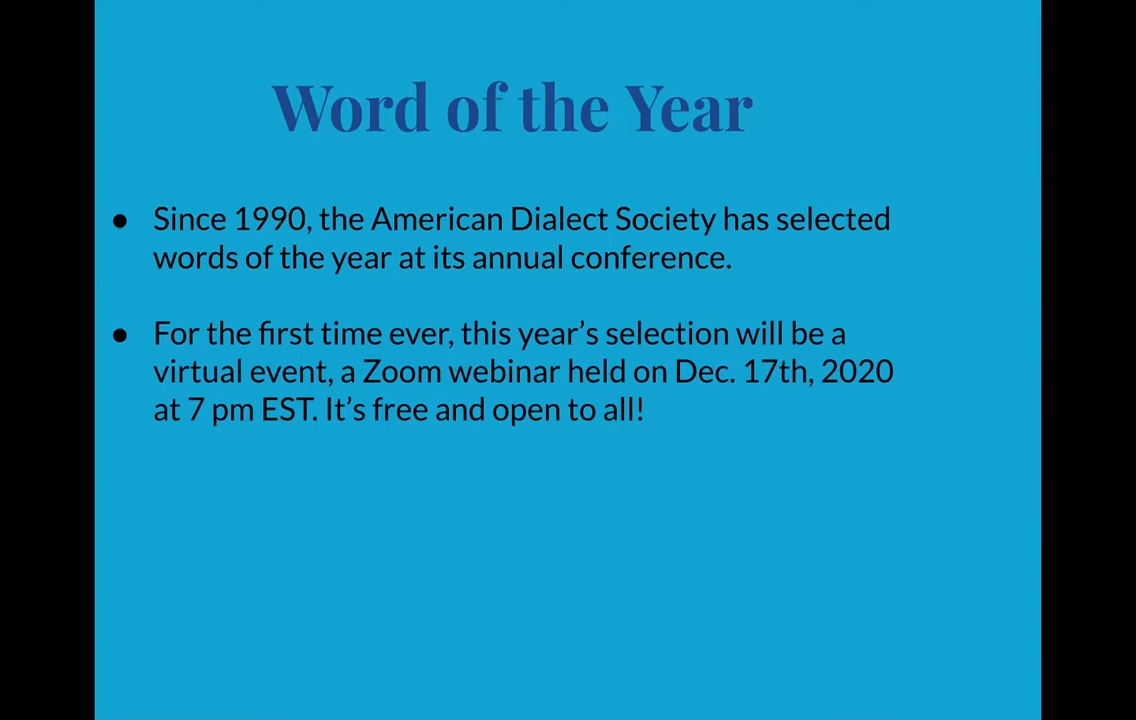 Word of the Year
● Since 1990, the American Dialect Society has selected
words of the year at its annual conference.
● For the first time ever, this year’s selection will be a
virtual event, a Zoom webinar held on Dec. 17th, 2020
at 7 pm EST. It’s free and open to all!